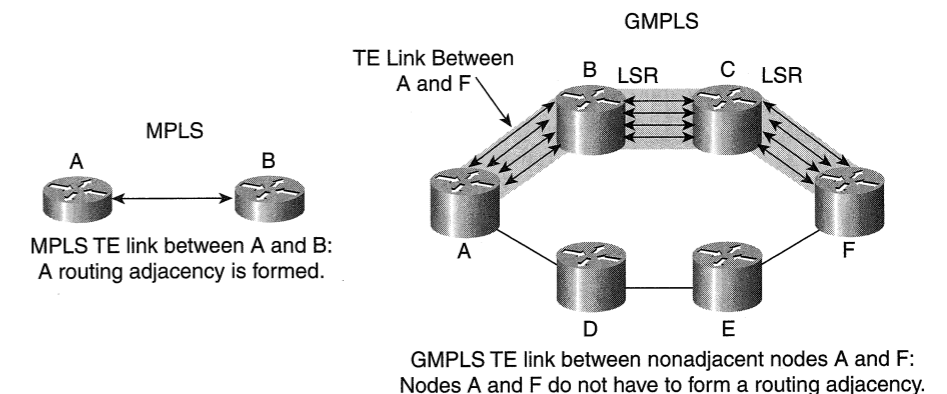 GMPLS
TE Link Between
A and F
B
LSR
C
LSR
MPLS
A
B
A
F
MPLS TE link between A and B:
A routing adjacency is formed.
D
E
GMPLS TE link between nonadjacent nodes A and F:
Nodes A and F do not have to form a routing adjacency.